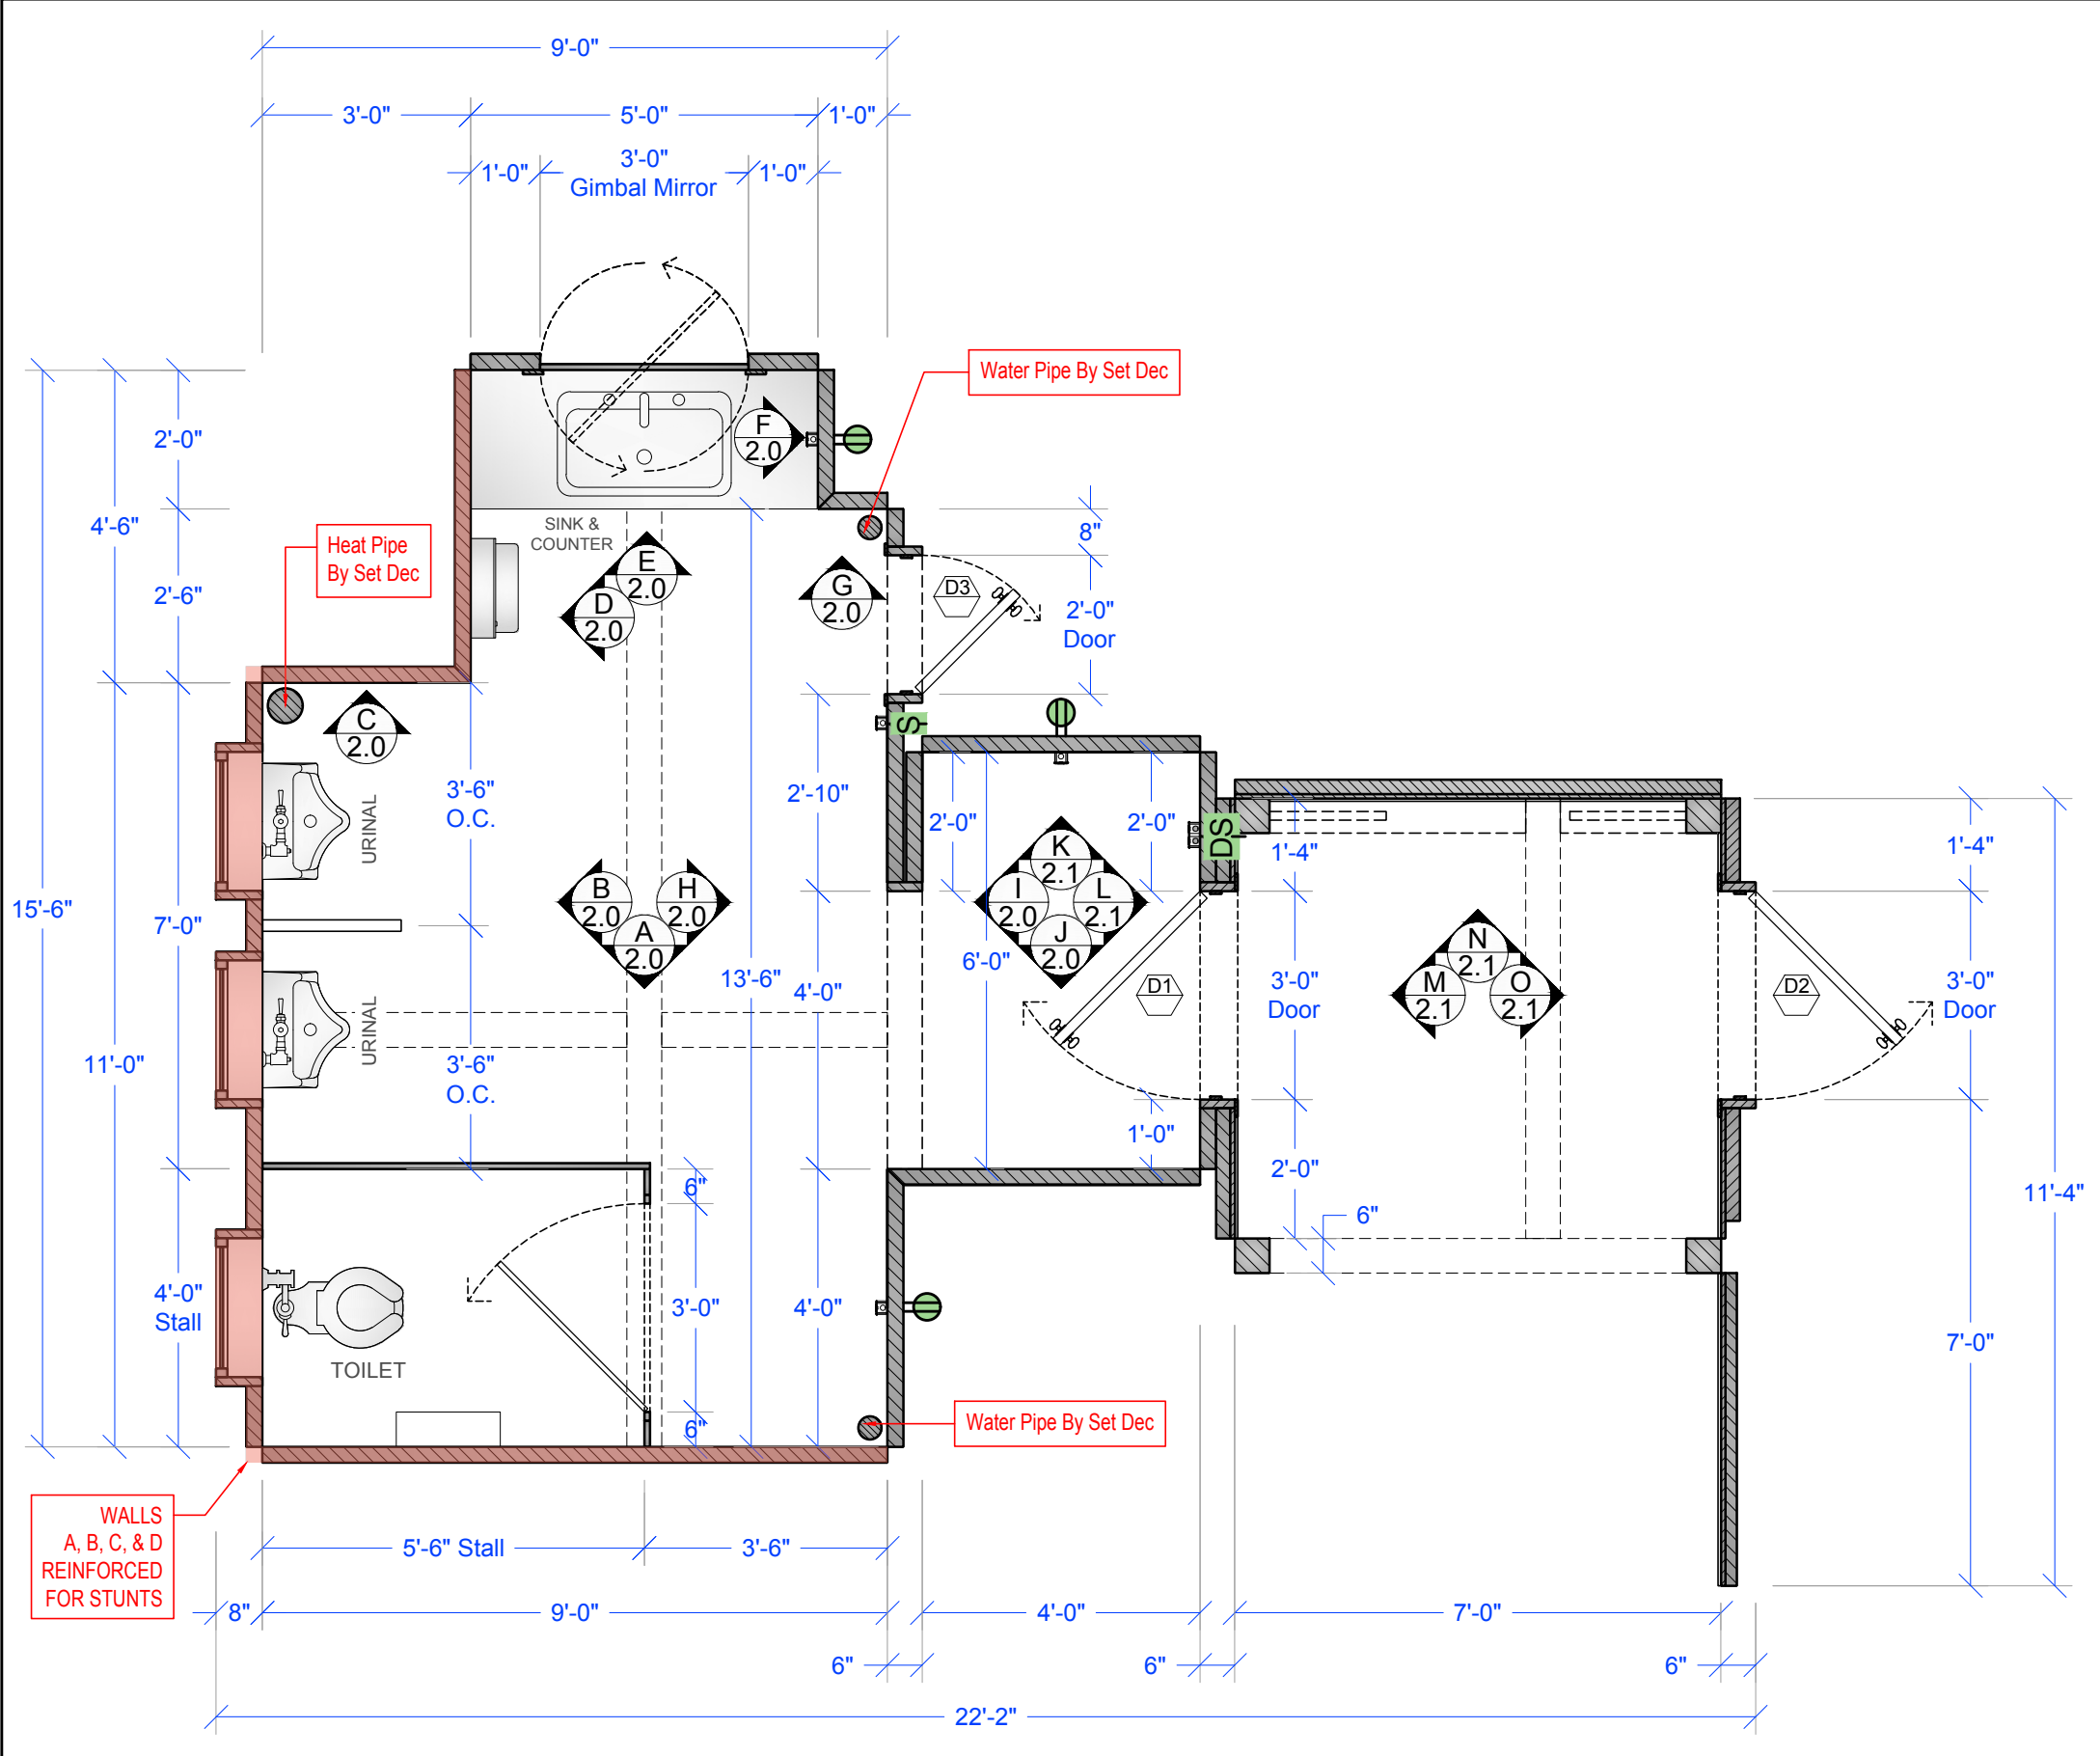 9'-0"
3'-0"
5'-0"
1'-0"
1'-0"
3'-0"
Gimbal Mirror
1'-0"
Water Pipe By Set Dec
F
2.0
2'-0"
4'-6"
2'-6"
Heat Pipe
By Set Dec
SINK &
COUNTER
E
2.0
D
2.0
G
2.0
D3
8"
2'-0"
Door
C
2.0
S
3'-6"
O.C.
2'-10"
2'-0"
2'-0"
DS
1'-4"
1'-4"
URINAL
15'-6"
7'-0"
B
2.0
H
2.0
A
2.0
K
2.1
I
2.0
L
2.1
J
2.0
13'-6"
6'-0"
4'-0"
D1
3'-0"
Door
N
2.1
M
2.1
O
2.1
D2
3'-0"
Door
URINAL
11'-0"
3'-6"
O.C.
1'-0"
2'-0"
6"
6"
11'-4"
4'-0"
Stall
3'-0"
4'-0"
7'-0"
TOILET
6"
Water Pipe By Set Dec
WALLS
A, B, C, & D
REINFORCED
FOR STUNTS
5'-6" Stall
3'-6"
8"
9'-0"
4'-0"
7'-0"
6"
6"
6"
22'-2"